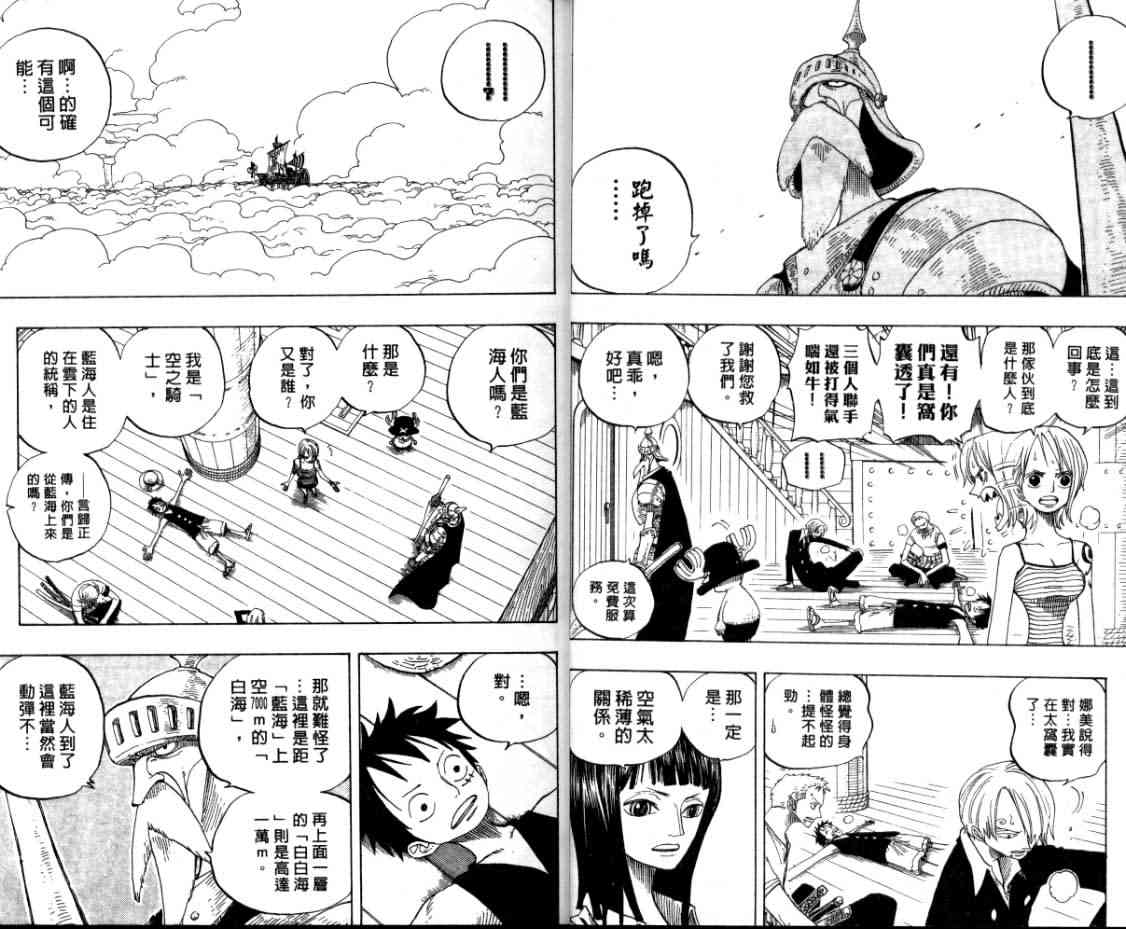 …………
跑掉了嗎
……
這…這到
底是怎麼
回事？
那傢伙到底
是什麼人？
還有！你
們真是窩
囊透了！
三個人聯手
還被打得氣
喘如牛！
……
謝謝您救
了我們。
嗯，
真乖
好吧…
這次算
免費服
務。
娜美說得
對…我實
在太窩囊
了…
總覺得身
體怪怪的
…提不起
勁。
那一定
是…
空氣太
稀薄的
關係。
…………？
啊…的確
有這個可
能…
你們是藍
海人嗎？
那是
什麼？
對了，你
又是誰？
我是「
空之騎
士」，
藍海人是住
在雲下的人
的統稱，
——言歸正
傳，你們是
從藍海上來
的嗎？
…嗯，
對。
那就難怪了
…這裡是距
「藍海」上
空7000m的「
白海」，
再上面一層
的「白白海
」則是高達
一萬m。
藍海人到了
這裡當然會
動彈不…